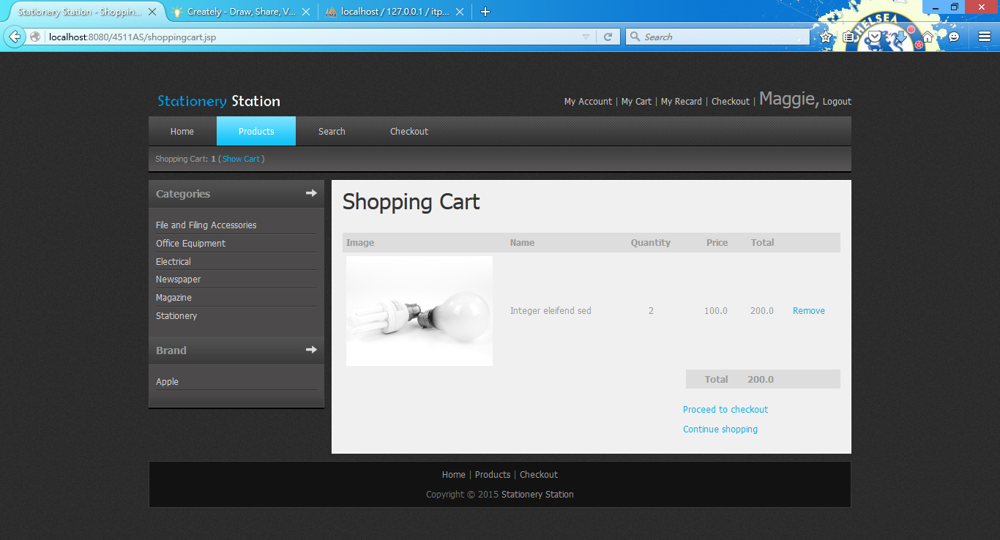 Stationery Station - Shoppin...
Creately - Draw, Share, V...
localhost / 127.0.0.1 / itp...
localhost:8080/4511AS/shoppingcart.jsp
Search
CHELSEA
Stationery Station
My Account | My Cart | My Recard | Checkout | Maggie, Logout
Home Products Search Checkout
Shopping Cart: 1 ( Show Cart )
Categories
File and Filing Accessories
Office Equipment
Electrical
Newspaper
Magazine
Stationery
Brand
Apple
Shopping Cart
Image Name Quantity Price Total
Integer eleifend sed 2 100.0 200.0 Remove
Total 200.0
Proceed to checkout
Continue shopping
Home | Products | Checkout
Copyright © 2015 Stationery Station